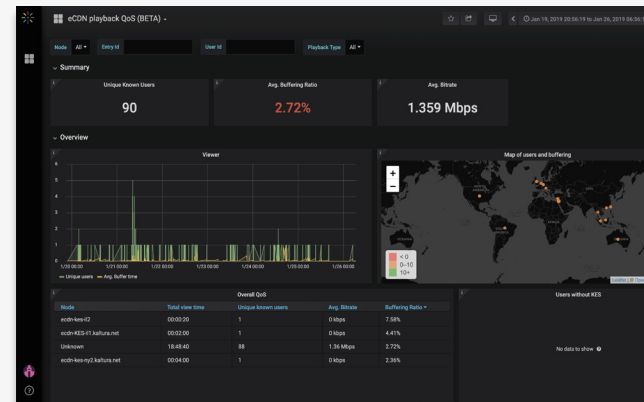 eCDN playback QoS (BETA)
Jan 19, 2019 20:56:19 to Jan 26, 2019 06:56:1
Node All Entry Id User Id Playback Type All
Summary
Unique Known Users
90
Avg. Buffering Ratio
2.72%
Avg. Bitrate
1.359 Mbps
Overview
Viewer
6
5
4
3
2
1
0
1/20 00:00 1/21 00:00 1/22 00:00 1/23 00:00 1/24 00:00 1/25 00:00 1/26 00:00
Unique users Avg. Buffer time
Map of users and buffering
+
−
< 0
0–10
10+
Leaflet | ©
Overall QoS
Node Total view time Unique known users Avg. Bitrate Buffering Ratio
ecdn-kes-il2 00:00:20 1 0 kbps 7.58%
ecdn-KES-il1.kaltura.net 00:02:00 1 0 kbps 4.41%
Unknown 18:48:40 88 1.36 Mbps 2.72%
ecdn-kes-ny2.kaltura.net 00:04:00 1 0 kbps 2.36%
Users without KES
No data to show